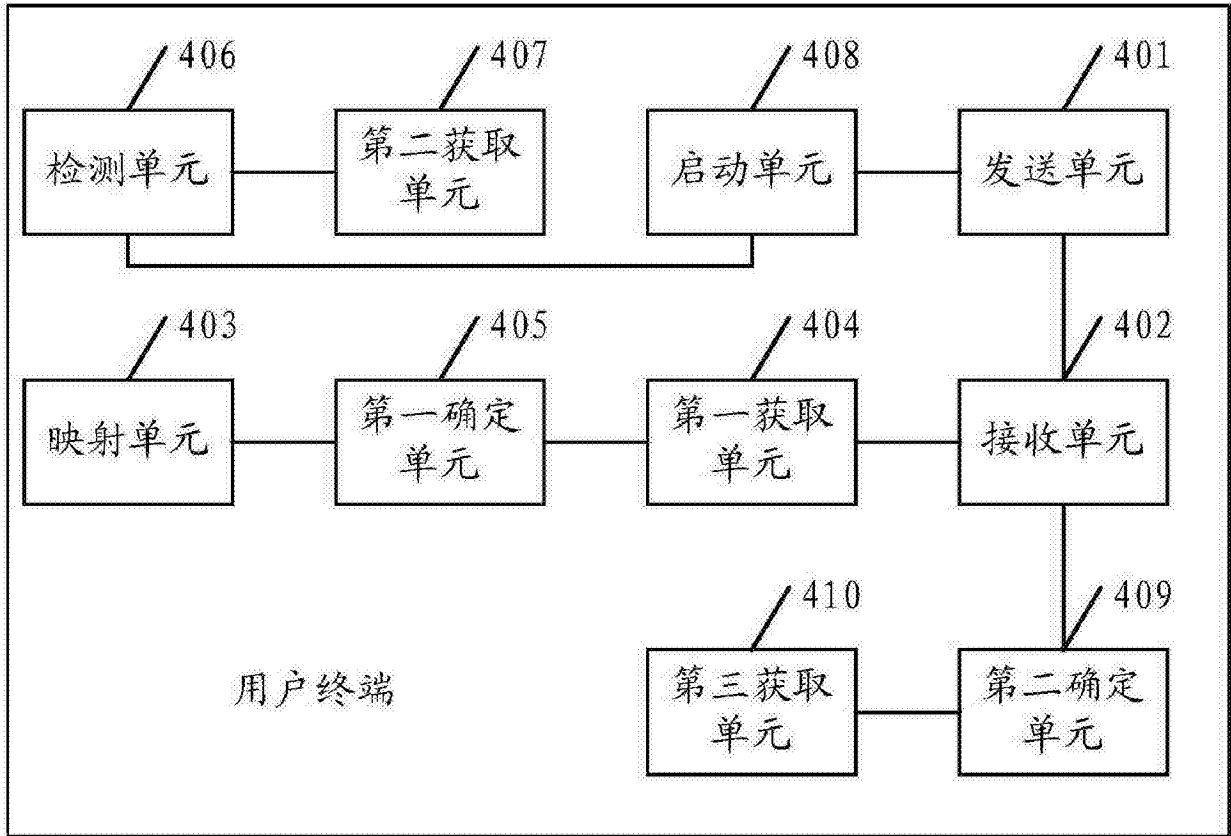 406
407
408
401
检测单元
第二获取
单元
启动单元
发送单元
403
405
404
402
映射单元
第一确定
单元
第一获取
单元
接收单元
410
409
用户终端
第三获取
单元
第二确定
单元